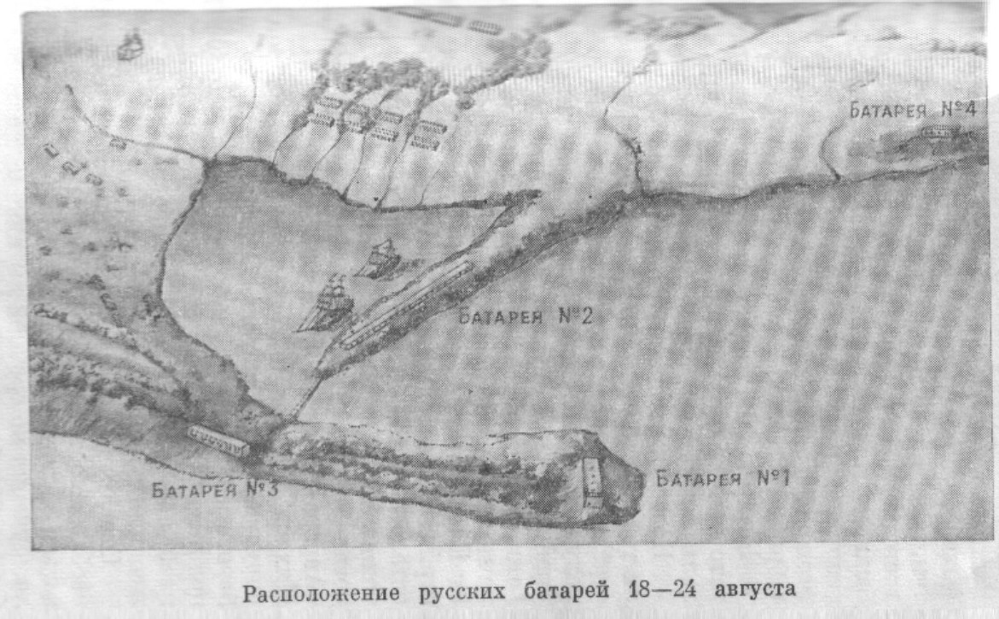 БАТАРЕЯ №4
БАТАРЕЯ №2
БАТАРЕЯ №1
БАТАРЕЯ №3
Расположение русских батарей 18—24 августа